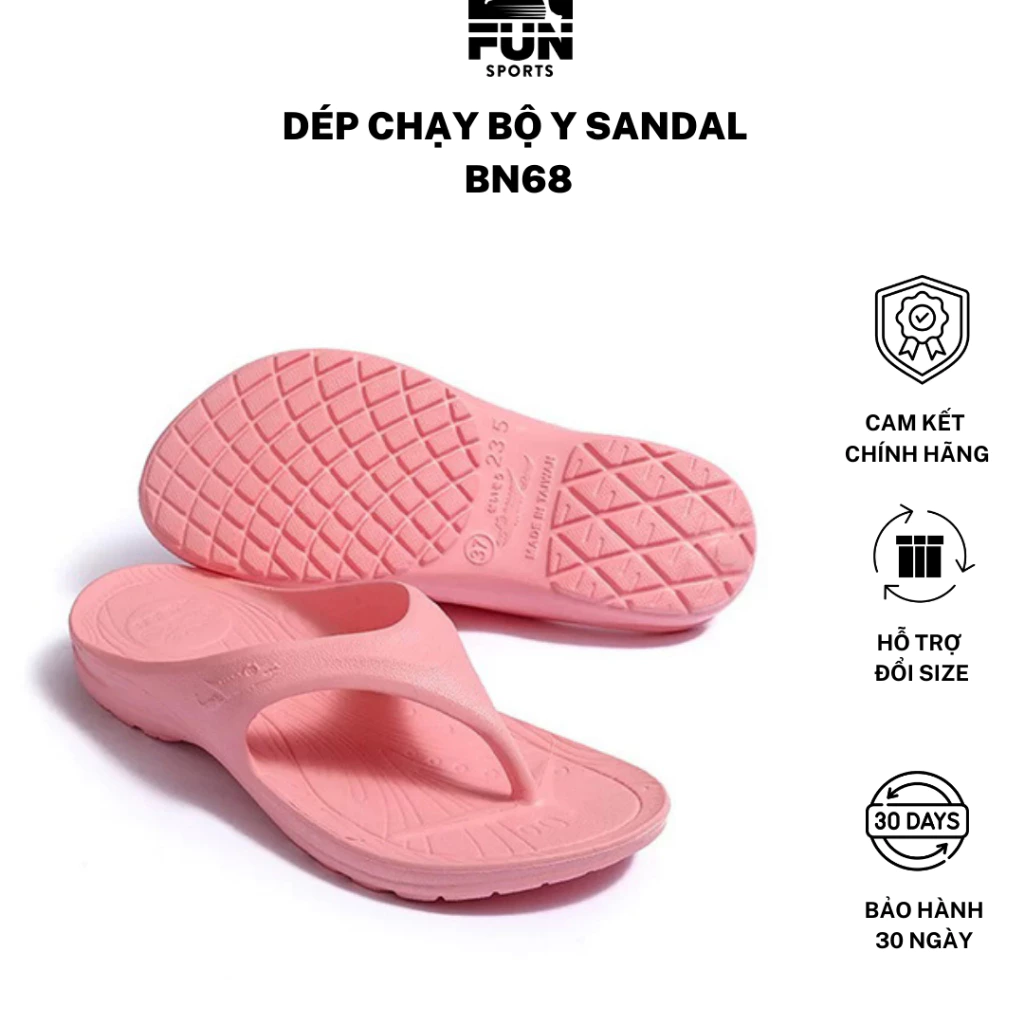 FUN
SPORTS
DÉP CHẠY BỘ Y SANDAL
BN68
CAM KẾT
CHÍNH HÃNG
23 5
37
MADE IN TAIWAN
HỖ TRỢ
ĐỔI SIZE
30 DAYS
BẢO HÀNH
30 NGÀY